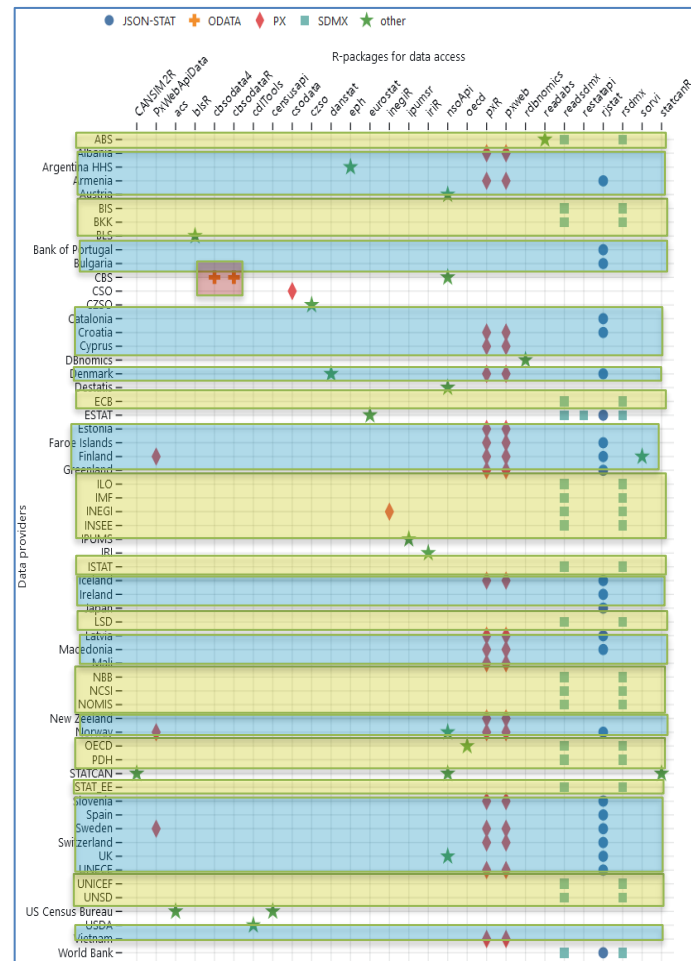 JSON-STAT ODATA PX SDMX other
R-packages for data access
CANSIM2R
PxWebApiData
acs
blsR
cbsodata4
cbsodataR
cdlTools
censusapi
csodata
czso
danstat
eph
eurostat
inegiR
ipumsr
iriR
nsoApi
oecd
pxR
pxweb
rdbnomics
readabs
readsdmx
restatapi
rjstat
rsdmx
sorvi
statcanR
Data providers
ABS
Albania
Argentina HHS
Armenia
Austria
BIS
BKK
BLS
Bank of Portugal
Bulgaria
CBS
CSO
CZSO
Catalonia
Croatia
Cyprus
DBnomics
Denmark
Destatis
ECB
ESTAT
Estonia
Faroe Islands
Finland
Greenland
ILO
IMF
INEGI
INSEE
IPUMS
IRI
ISTAT
Iceland
Ireland
Japan
LSD
Latvia
Macedonia
Mali
NBB
NCSI
NOMIS
New Zeeland
Norway
OECD
PDH
STATCAN
STAT_EE
Slovenia
Spain
Sweden
Switzerland
UK
UNECE
UNICEF
UNSD
US Census Bureau
USDA
Vietnam
World Bank